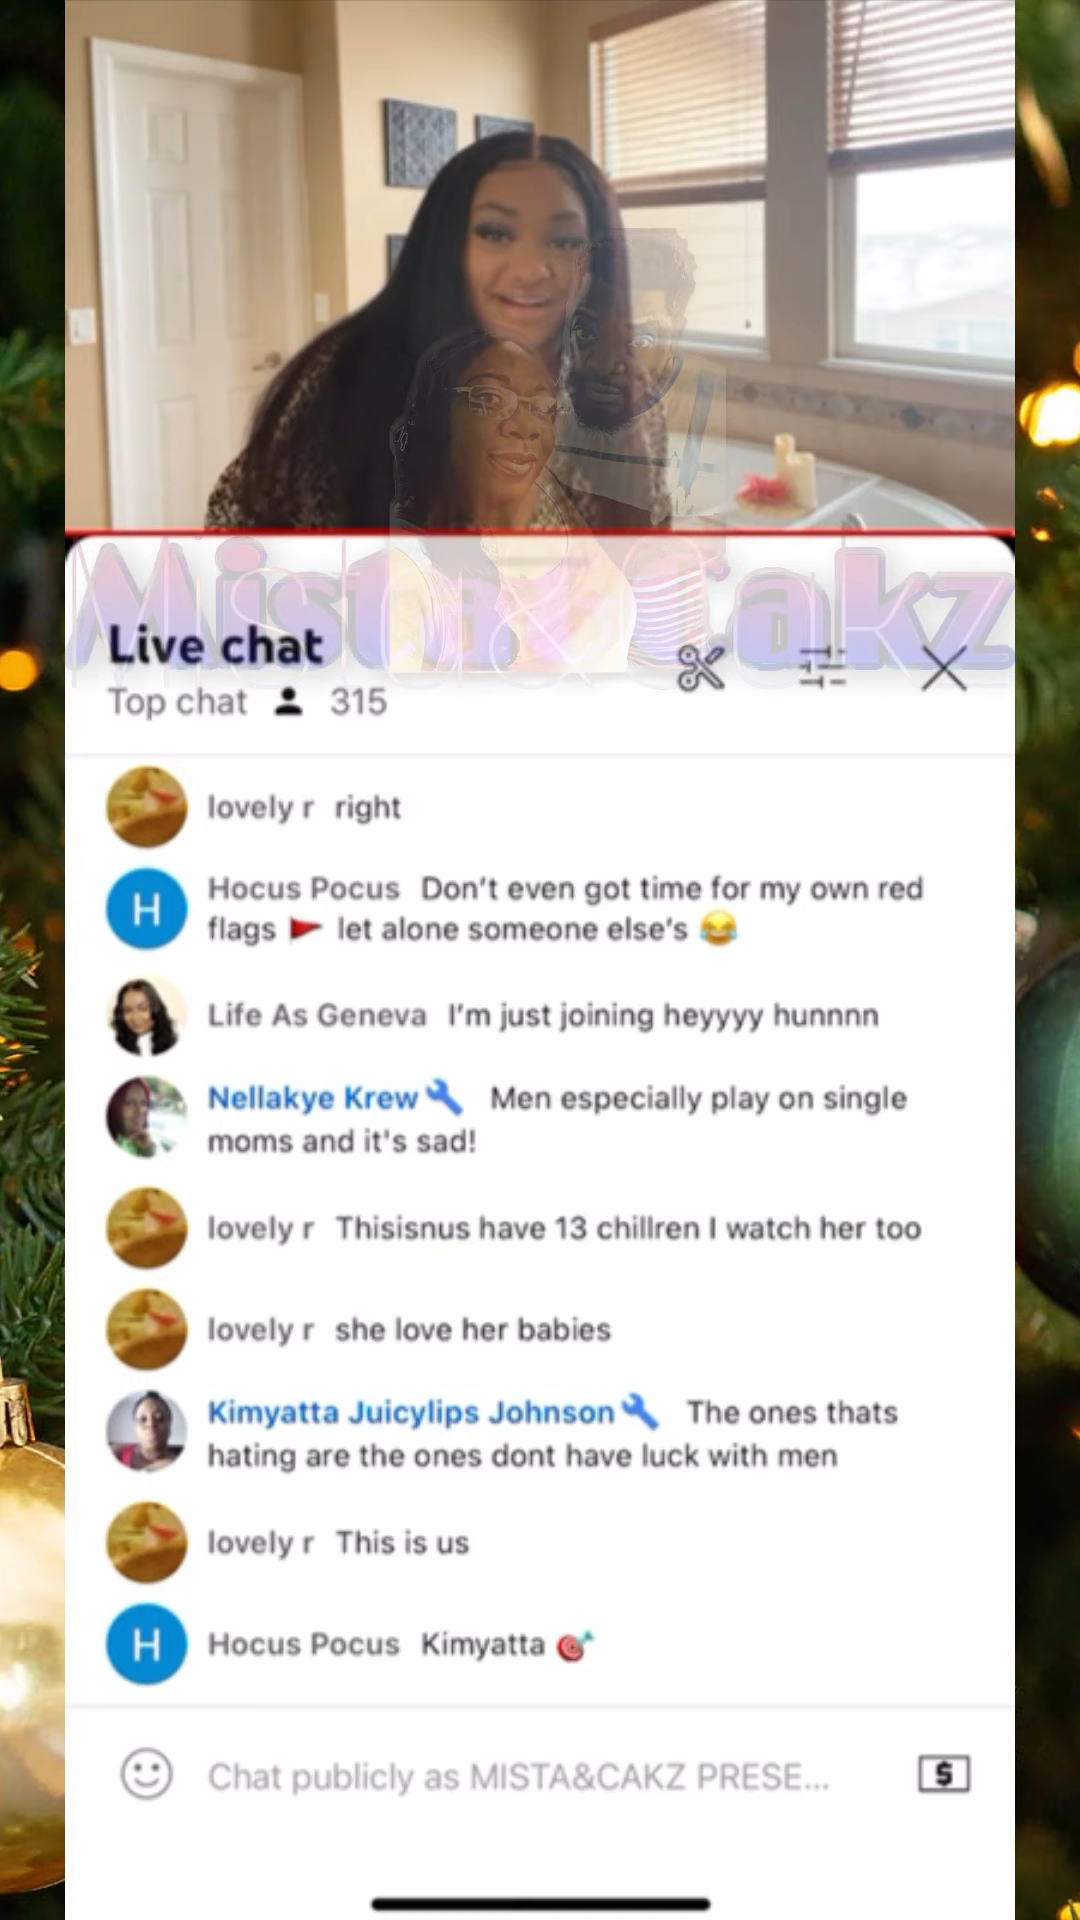 Mista&Cakz
Live chat
Top chat 315
lovely r right
H
Hocus Pocus Don't even got time for my own red
flags 🚩 let alone someone else's 😂
Life As Geneva I'm just joining heyyyy hunnnn
Nellakye Krew🔧 Men especially play on single
moms and it's sad!
lovely r Thisisnus have 13 chillren I watch her too
lovely r she love her babies
Kimyatta Juicylips Johnson🔧 The ones thats
hating are the ones dont have luck with men
lovely r This is us
H
Hocus Pocus Kimyatta 🎯
Chat publicly as MISTA&CAKZ PRESE...
$